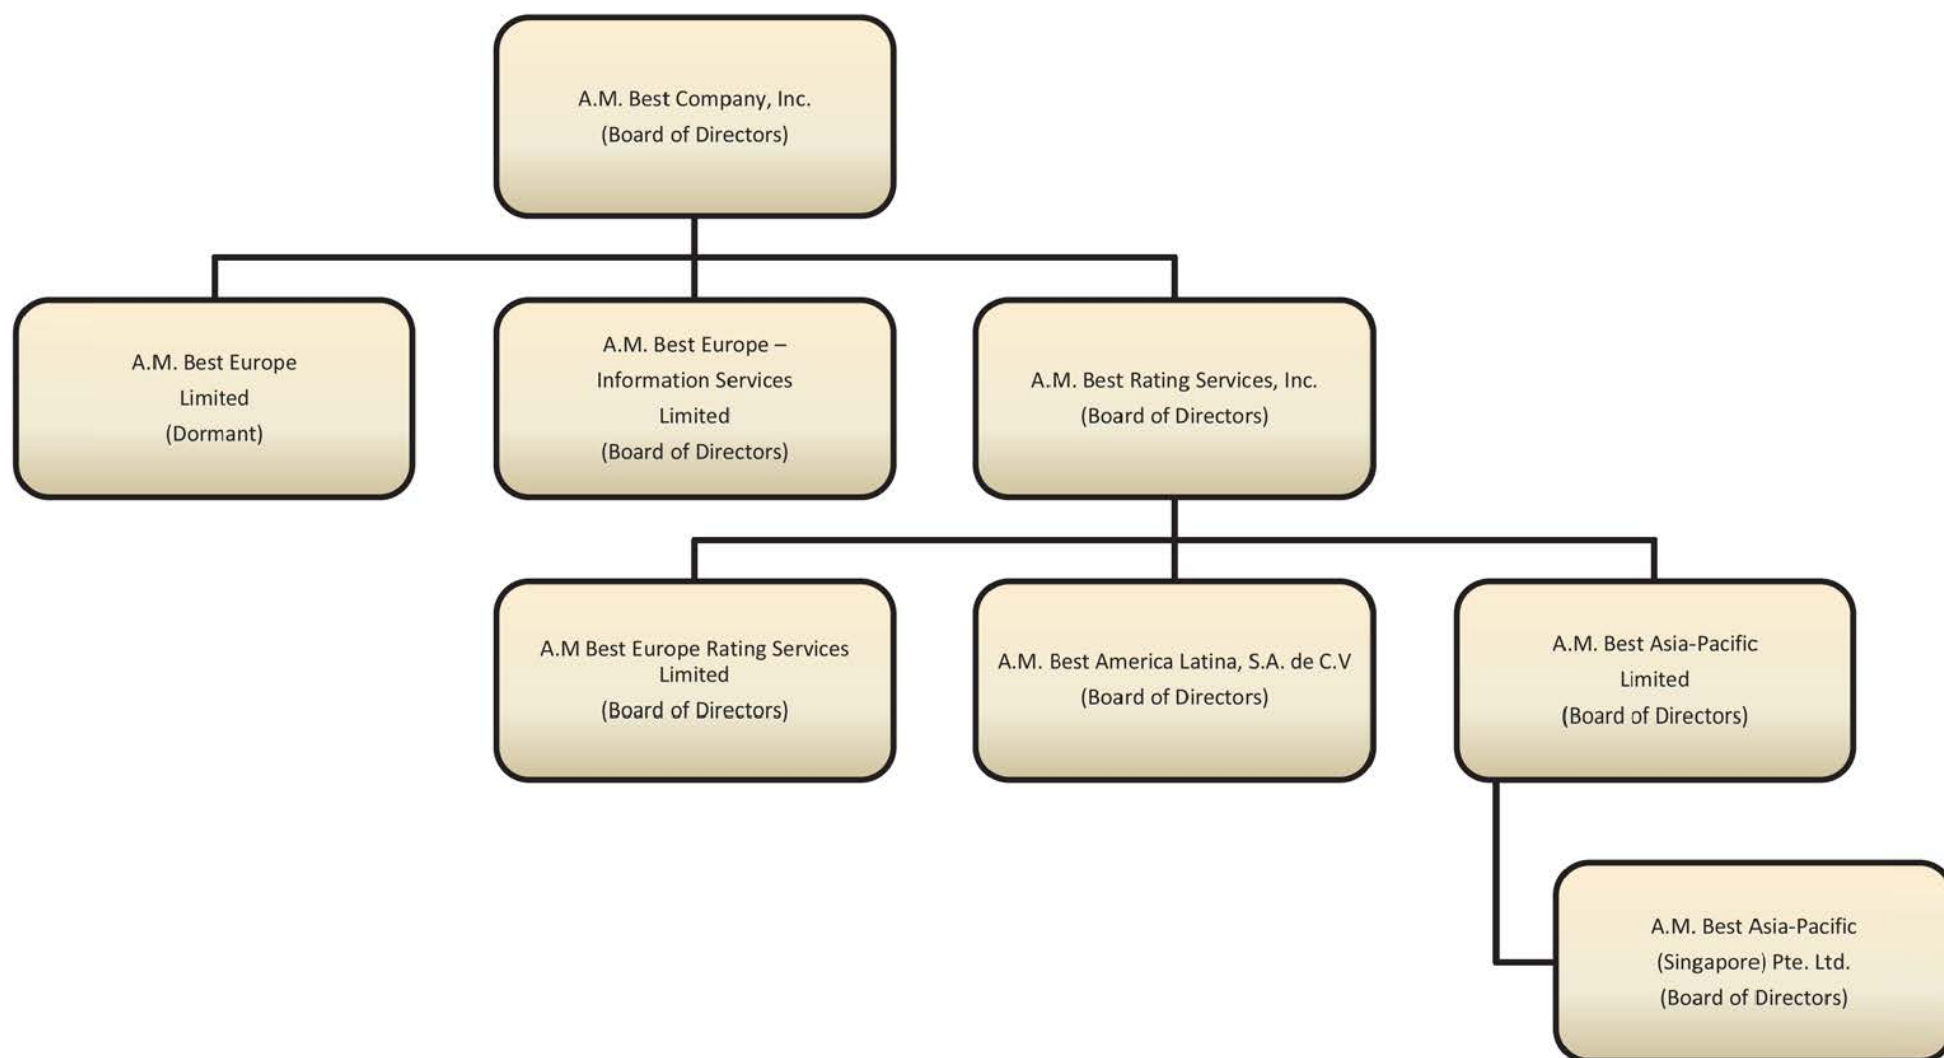 A.M. Best Company, Inc.
(Board of Directors)
A.M. Best Europe
Limited
(Dormant)
A.M. Best Europe –
Information Services
Limited
(Board of Directors)
A.M. Best Rating Services, Inc.
(Board of Directors)
A.M Best Europe Rating Services
Limited
(Board of Directors)
A.M. Best America Latina, S.A. de C.V
(Board of Directors)
A.M. Best Asia-Pacific
Limited
(Board of Directors)
A.M. Best Asia-Pacific
(Singapore) Pte. Ltd.
(Board of Directors)